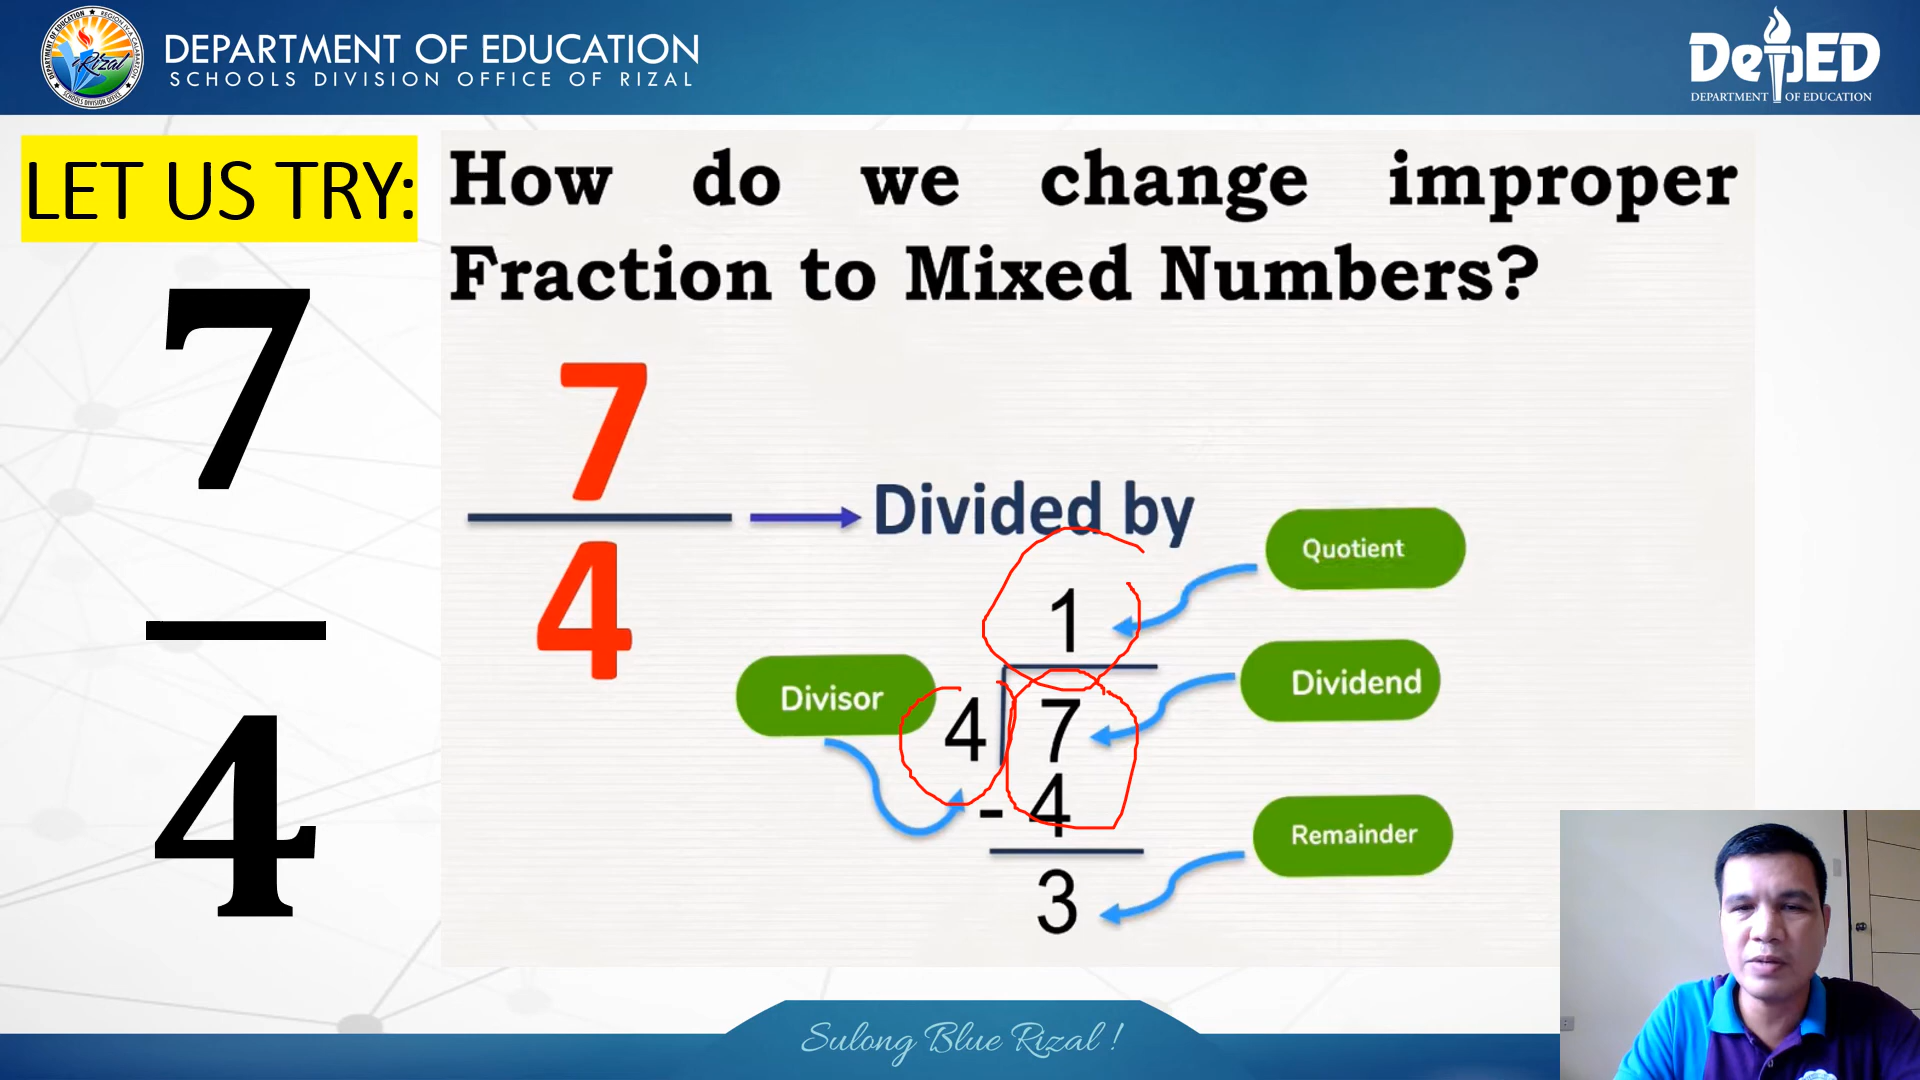 DEPARTMENT OF EDUCATION
SCHOOLS DIVISION OFFICE OF RIZAL
DepED
DEPARTMENT OF EDUCATION
LET US TRY:
How do we change improper
Fraction to Mixed Numbers?
7
4
7
4
Divided by
Quotient
1
Divisor
Dividend
4 7
- 4
Remainder
3
Sulong Blue Rizal !
Rizal